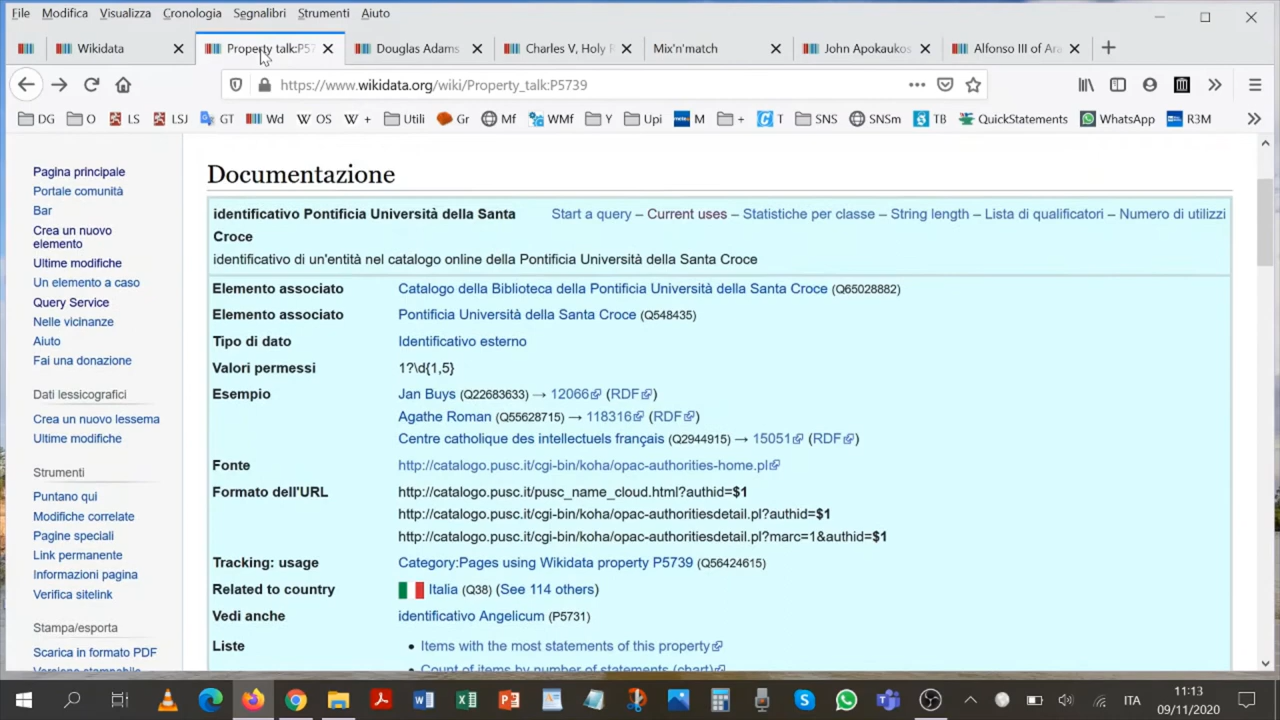 File Modifica Visualizza Cronologia Segnalibri Strumenti Aiuto
Wikidata Property talk:P57 Douglas Adams Charles V, Holy R Mix'n'match John Apokaukos Alfonso III of Ara
https://www.wikidata.org/wiki/Property_talk:P5739
DG O LS LSJ GT Wd OS + Utili Gr Mf WMf Y Upi M + T SNS SNSm TB QuickStatements WhatsApp R3M
Pagina principale
Portale comunità
Bar
Crea un nuovo
elemento
Ultime modifiche
Un elemento a caso
Query Service
Nelle vicinanze
Aiuto
Fai una donazione
Dati lessicografici
Crea un nuovo lessema
Ultime modifiche
Strumenti
Puntano qui
Modifiche correlate
Pagine speciali
Link permanente
Informazioni pagina
Verifica sitelink
Stampa/esporta
Scarica in formato PDF
Versione stampabile
Documentazione
identificativo Pontificia Università della Santa Start a query – Current uses – Statistiche per classe – String length – Lista di qualificatori – Numero di utilizzi
Croce
identificativo di un'entità nel catalogo online della Pontificia Università della Santa Croce
Elemento associato Catalogo della Biblioteca della Pontificia Università della Santa Croce (Q65028882)
Elemento associato Pontificia Università della Santa Croce (Q548435)
Tipo di dato Identificativo esterno
Valori permessi 1?\d{1,5}
Esempio Jan Buys (Q22683633) → 12066 (RDF)
Agathe Roman (Q55628715) → 118316 (RDF)
Centre catholique des intellectuels français (Q2944915) → 15051 (RDF)
Fonte http://catalogo.pusc.it/cgi-bin/koha/opac-authorities-home.pl
Formato dell'URL http://catalogo.pusc.it/pusc_name_cloud.html?authid=$1
http://catalogo.pusc.it/cgi-bin/koha/opac-authoritiesdetail.pl?authid=$1
http://catalogo.pusc.it/cgi-bin/koha/opac-authoritiesdetail.pl?marc=1&authid=$1
Tracking: usage Category:Pages using Wikidata property P5739 (Q56424615)
Related to country Italia (Q38) (See 114 others)
Vedi anche identificativo Angelicum (P5731)
Liste • Items with the most statements of this property
• Count of items by number of statements (chart)
ITA
11:13
09/11/2020